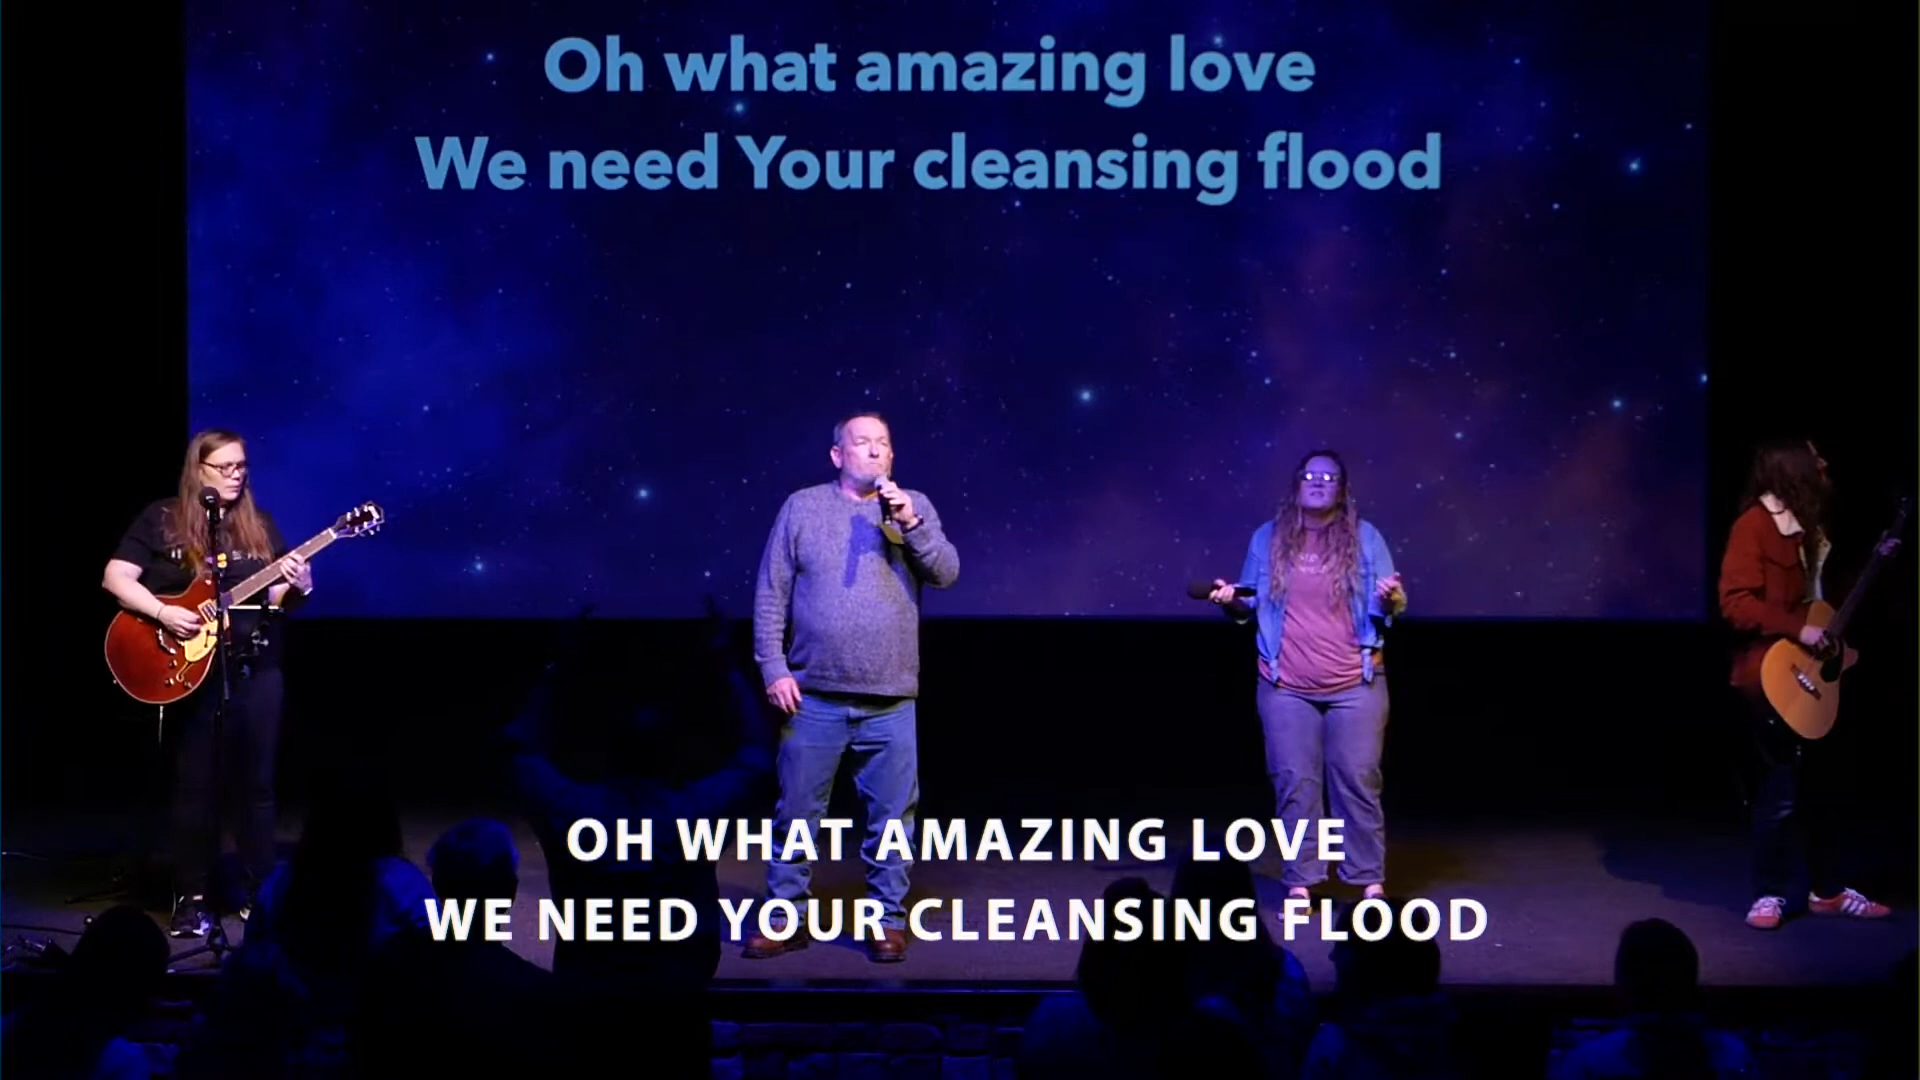 Oh what amazing love
We need Your cleansing flood
OH WHAT AMAZING LOVE
WE NEED YOUR CLEANSING FLOOD